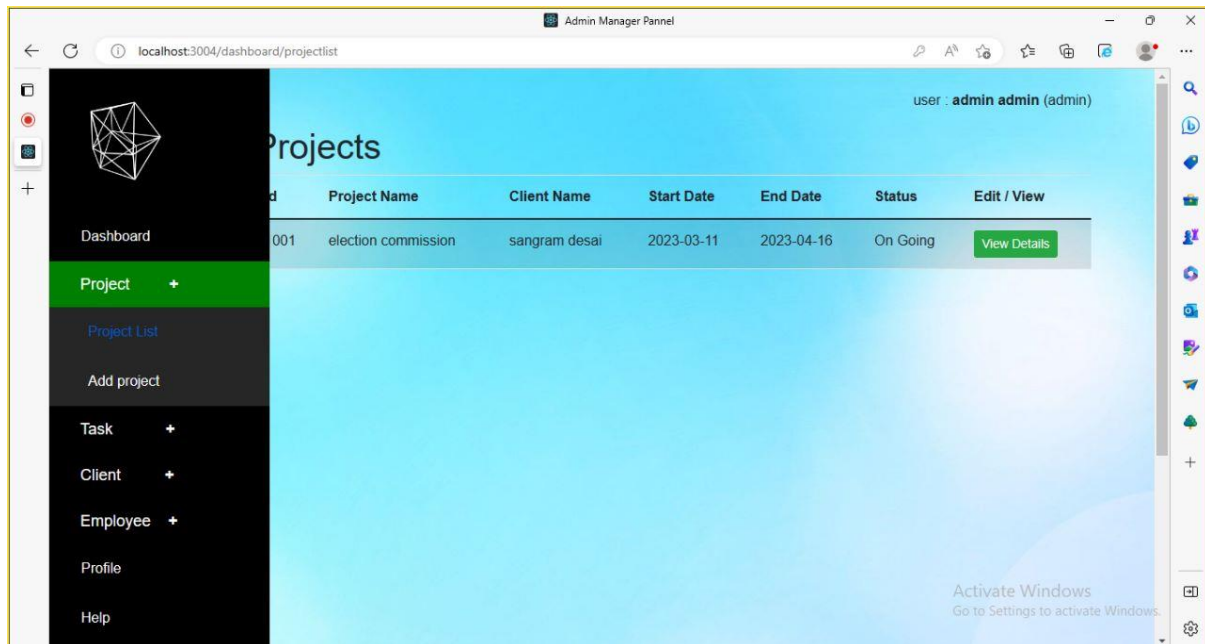 Admin Manager Pannel
localhost:3004/dashboard/projectlist
user : admin admin (admin)
Projects
d Project Name Client Name Start Date End Date Status Edit / View
001 election commission sangram desai 2023-03-11 2023-04-16 On Going View Details
Dashboard
Project +
Project List
Add project
Task +
Client +
Employee +
Profile
Help
Activate Windows
Go to Settings to activate Windows.